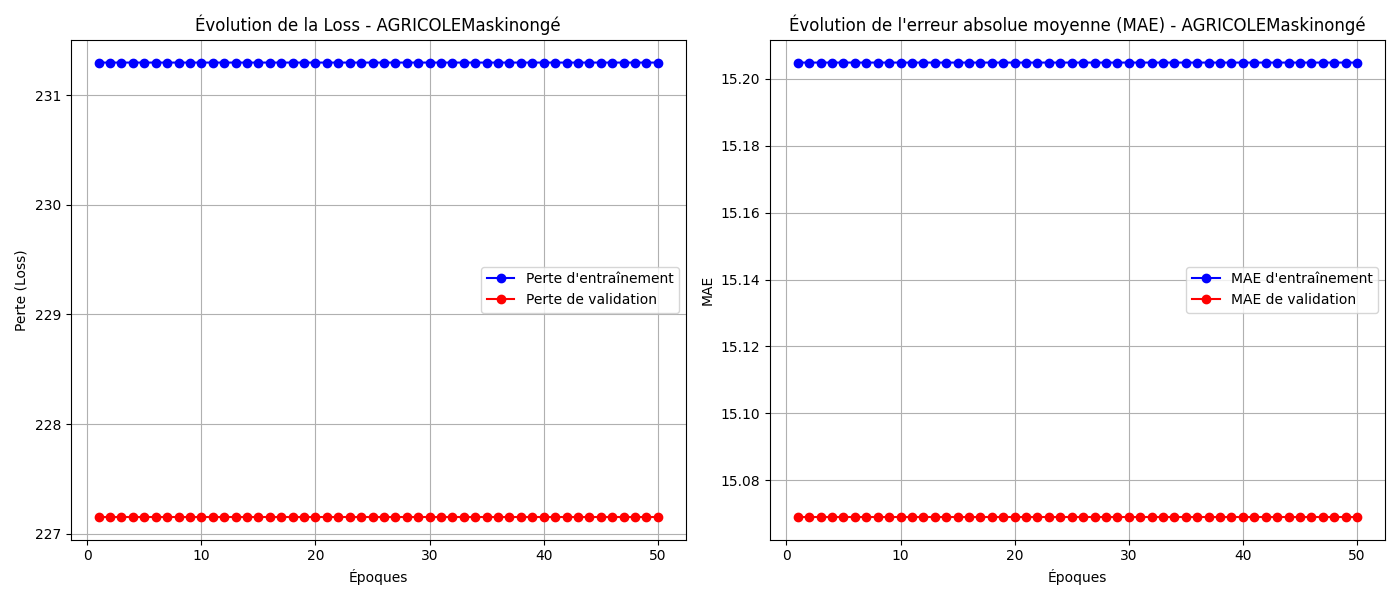 Évolution de la Loss - AGRICOLEMaskinongé
231
230
229
228
227
0
10
20
30
40
50
Perte (Loss)
Époques
Perte d'entraînement
Perte de validation
Évolution de l'erreur absolue moyenne (MAE) - AGRICOLEMaskinongé
15.20
15.18
15.16
15.14
15.12
15.10
15.08
0
10
20
30
40
50
MAE
Époques
MAE d'entraînement
MAE de validation